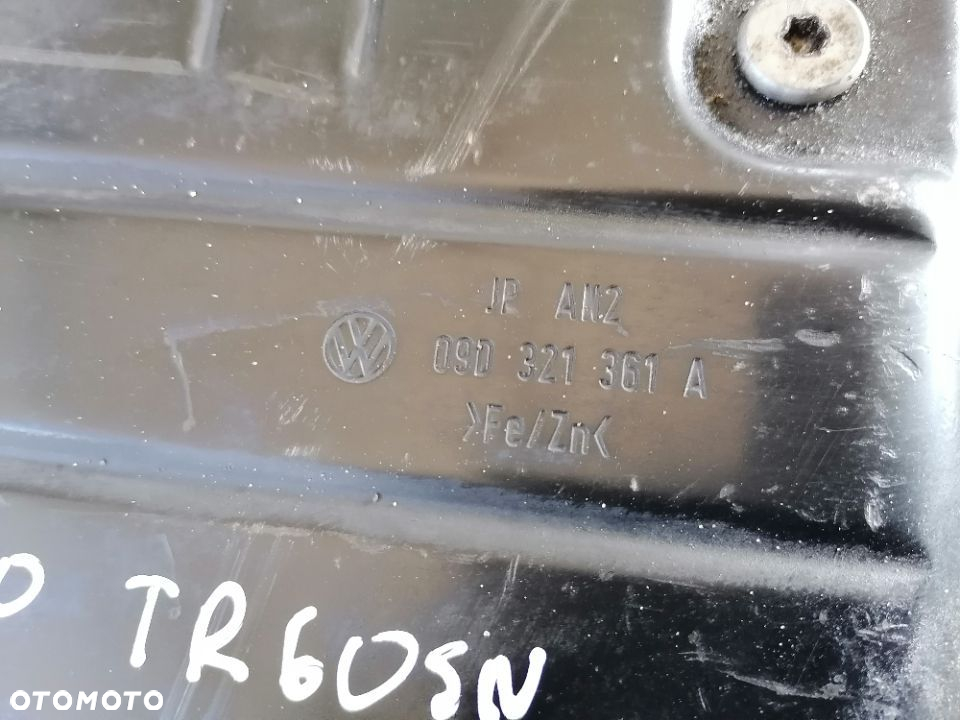 JP AN2
09D 321 361 A
>Fe/Zn<
TR60SN
OTOMOTO